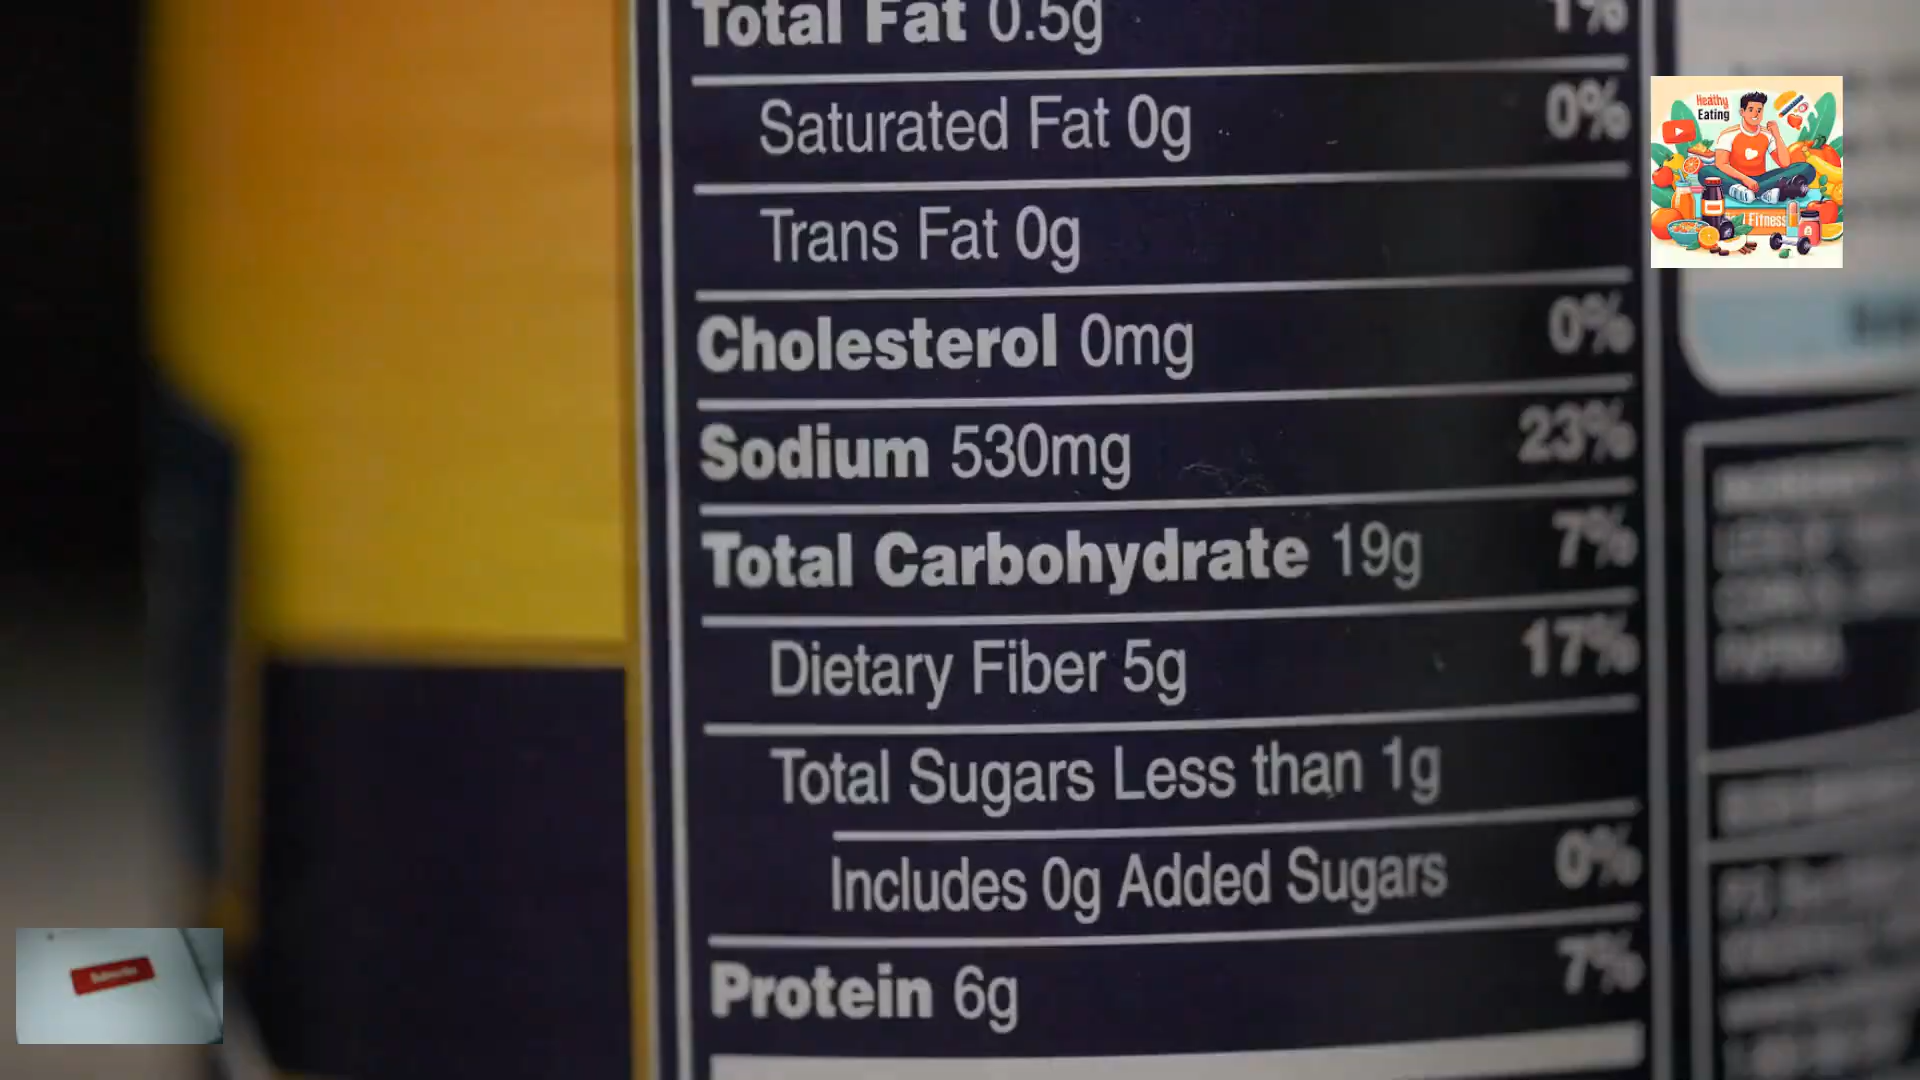 Total Fat 0.5g 1%
Saturated Fat 0g 0%
Trans Fat 0g
Cholesterol 0mg 0%
Sodium 530mg 23%
Total Carbohydrate 19g 7%
Dietary Fiber 5g 17%
Total Sugars Less than 1g
Includes 0g Added Sugars 0%
Protein 6g 7%
Healthy
Eating
Fitness
Subscribe